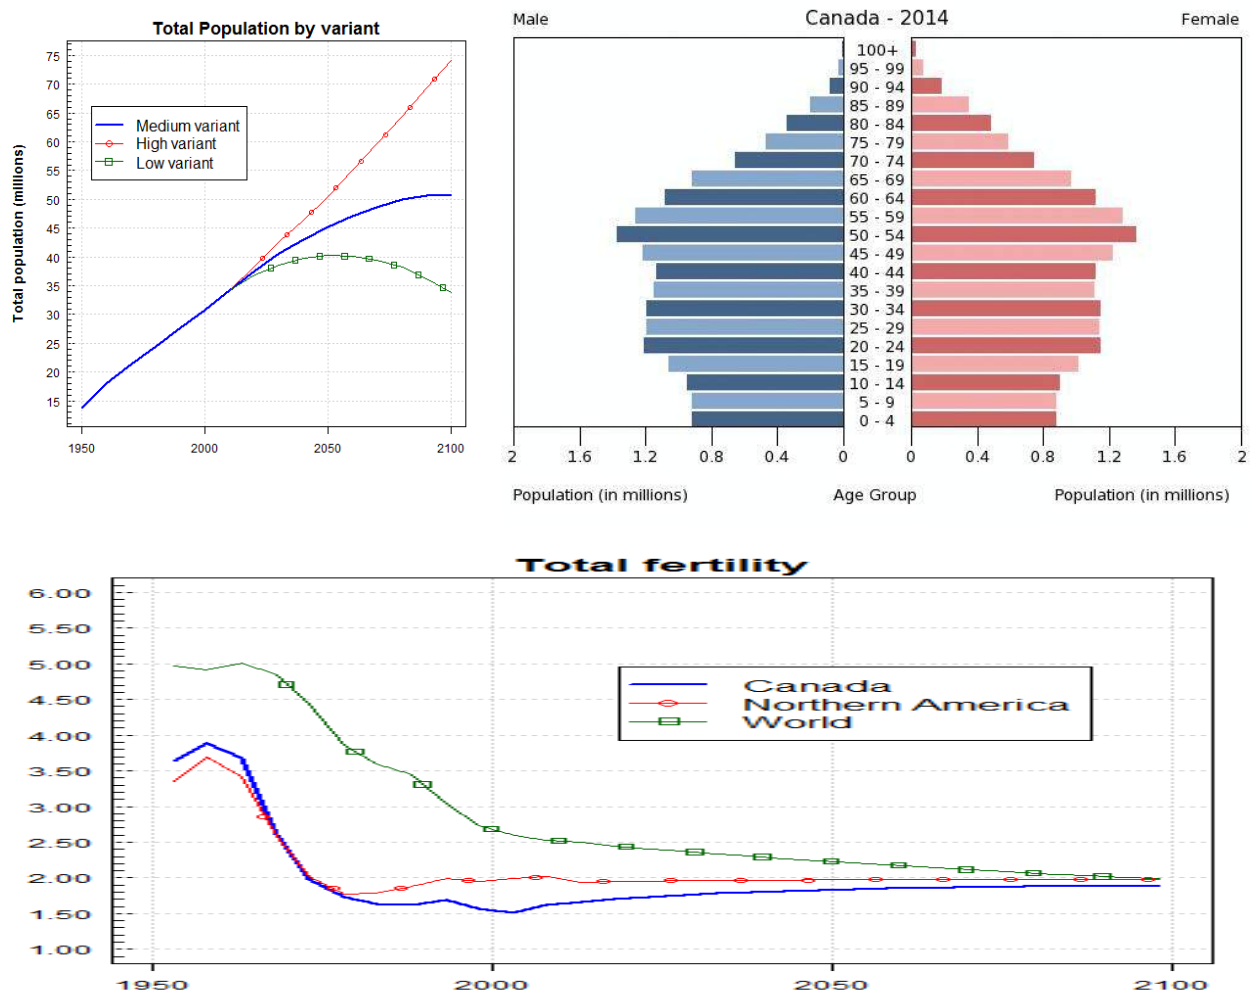 Total Population by variant
Total population (millions)
75
70
65
60
55
50
45
40
35
30
25
20
15
Medium variant
High variant
Low variant
1950 2000 2050 2100
Male Canada - 2014 Female
100+
95 - 99
90 - 94
85 - 89
80 - 84
75 - 79
70 - 74
65 - 69
60 - 64
55 - 59
50 - 54
45 - 49
40 - 44
35 - 39
30 - 34
25 - 29
20 - 24
15 - 19
10 - 14
5 - 9
0 - 4
2 1.6 1.2 0.8 0.4 0 0 0.4 0.8 1.2 1.6 2
Population (in millions) Age Group Population (in millions)
Total fertility
6.00
5.50
5.00
4.50
4.00
3.50
3.00
2.50
2.00
1.50
1.00
Canada
Northern America
World
1950 2000 2050 2100